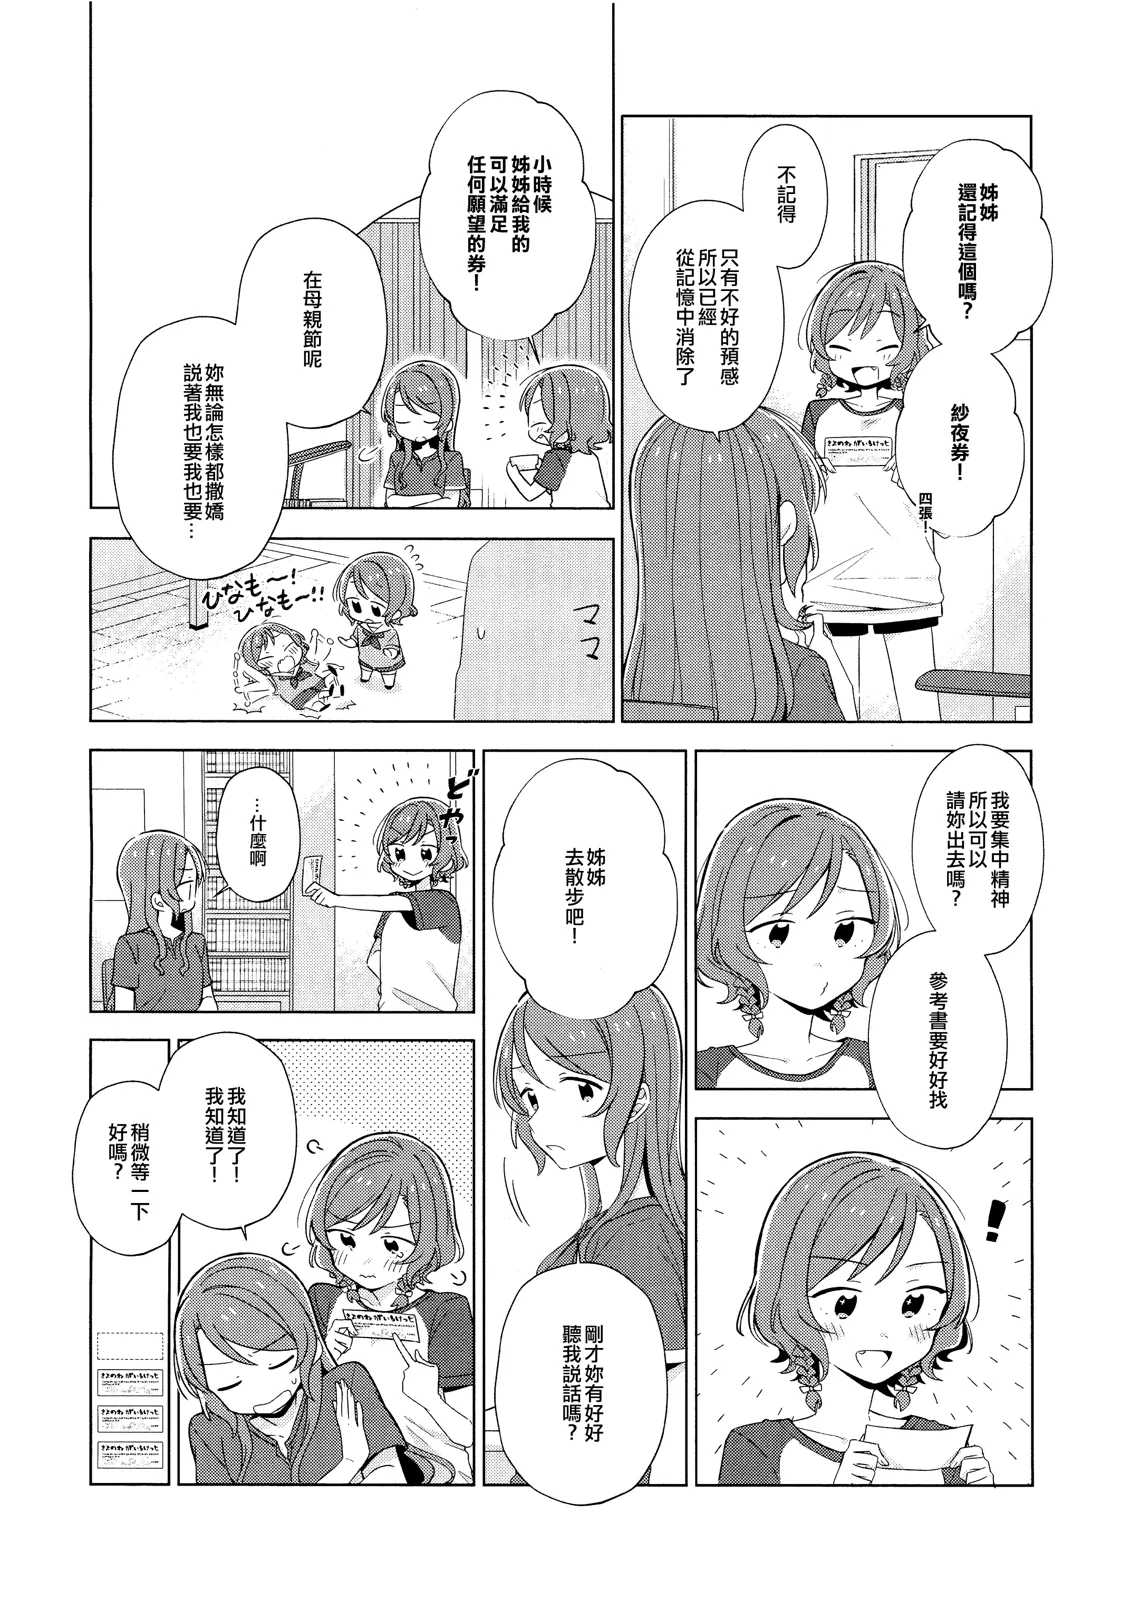 姊姊
還記得這個嗎？
紗夜券！
四張！
不記得
只有不好的預感
所以已經
從記憶中消除了
小時候
姊姊給我的
可以滿足
任何願望的券！
在母親節呢
妳無論怎樣都撒嬌
說著我也要我也要…
ママ
ひなも〜！
ひなも〜！！
我要集中精神
所以可以
請妳出去嗎？
參考書要好好找
！
姊姊
去散步吧！
剛才妳有好好
聽我說話嗎？
どやっ
…什麼啊
我知道了！
我知道了！
稍微等一下
好嗎？